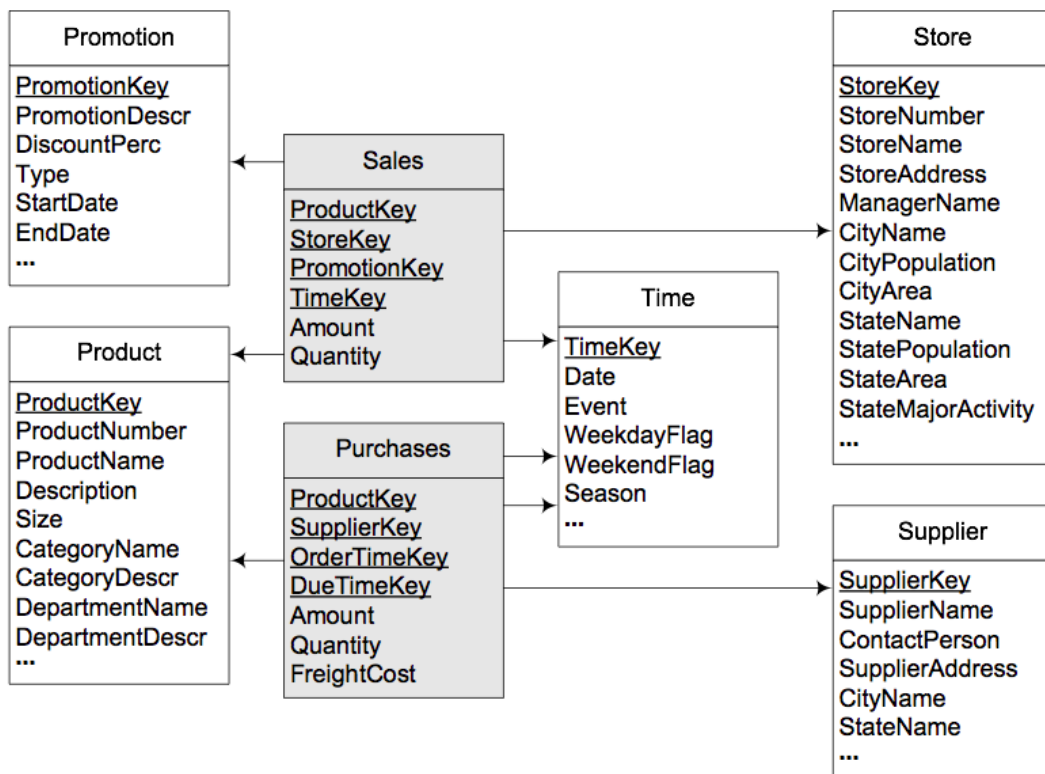 Promotion
PromotionKey
PromotionDescr
DiscountPerc
Type
StartDate
EndDate
...
Sales
ProductKey
StoreKey
PromotionKey
TimeKey
Amount
Quantity
Store
StoreKey
StoreNumber
StoreName
StoreAddress
ManagerName
CityName
CityPopulation
CityArea
StateName
StatePopulation
StateArea
StateMajorActivity
...
Product
ProductKey
ProductNumber
ProductName
Description
Size
CategoryName
CategoryDescr
DepartmentName
DepartmentDescr
...
Time
TimeKey
Date
Event
WeekdayFlag
WeekendFlag
Season
...
Purchases
ProductKey
SupplierKey
OrderTimeKey
DueTimeKey
Amount
Quantity
FreightCost
Supplier
SupplierKey
SupplierName
ContactPerson
SupplierAddress
CityName
StateName
...